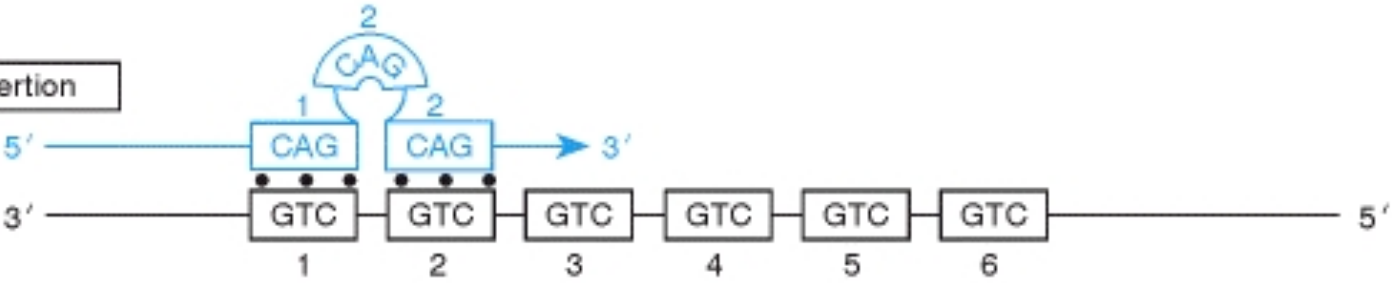 2
CAG
ertion
1 2
5′ CAG CAG 3′
3′ GTC GTC GTC GTC GTC GTC 5′
1 2 3 4 5 6